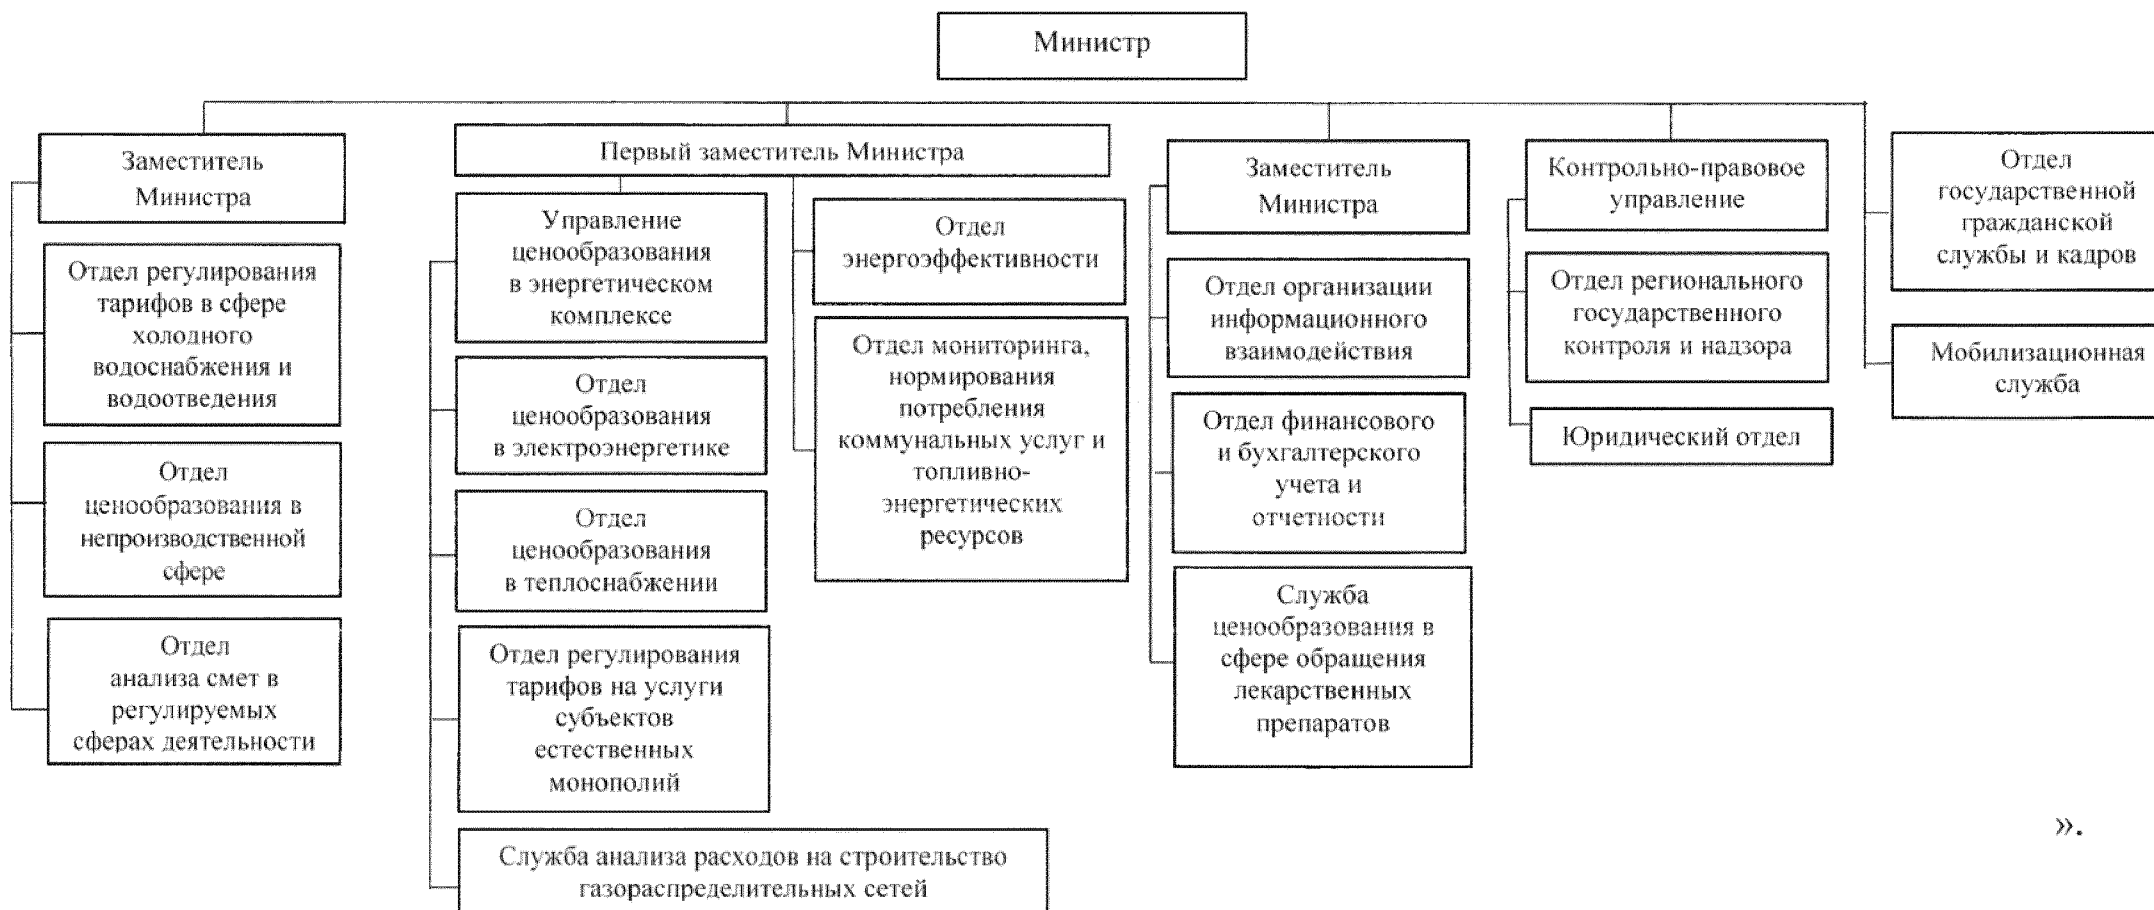 Министр
Заместитель
Министра
Отдел регулирования
тарифов в сфере
холодного
водоснабжения и
водоотведения
Отдел
ценообразования в
непроизводственной
сфере
Отдел
анализа смет в
регулируемых
сферах деятельности
Первый заместитель Министра
Управление
ценообразования
в энергетическом
комплексе
Отдел
ценообразования
в электроэнергетике
Отдел
ценообразования
в теплоснабжении
Отдел регулирования
тарифов на услуги
субъектов
естественных
монополий
Служба анализа расходов на строительство
газораспределительных сетей
Отдел
энергоэффективности
Отдел мониторинга,
нормирования
потребления
коммунальных услуг и
топливно-
энергетических
ресурсов
Заместитель
Министра
Отдел организации
информационного
взаимодействия
Отдел финансового
и бухгалтерского
учета и
отчетности
Служба
ценообразования в
сфере обращения
лекарственных
препаратов
Контрольно-правовое
управление
Отдел регионального
государственного
контроля и надзора
Юридический отдел
Отдел
государственной
гражданской
службы и кадров
Мобилизационная
служба
».